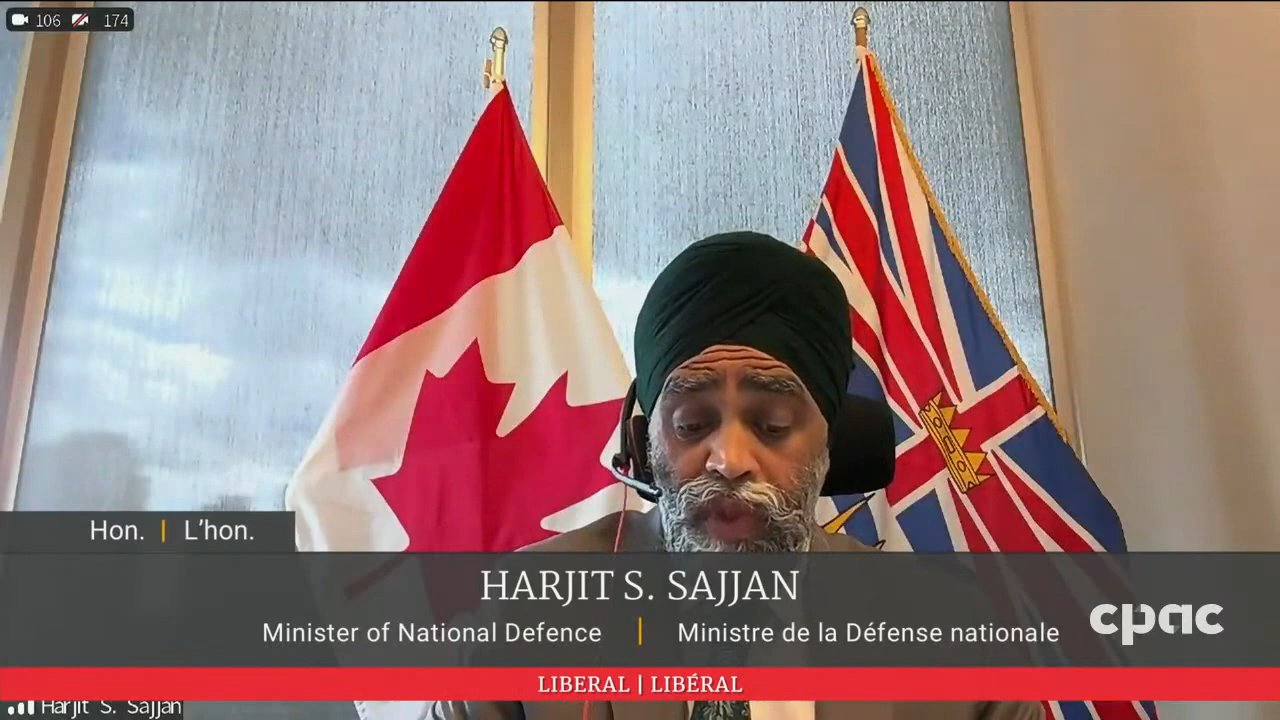 106 174
Hon. | L’hon.
HARJIT S. SAJJAN
Minister of National Defence | Ministre de la Défense nationale
cpac
LIBERAL | LIBÉRAL
Harjit S. Sajjan